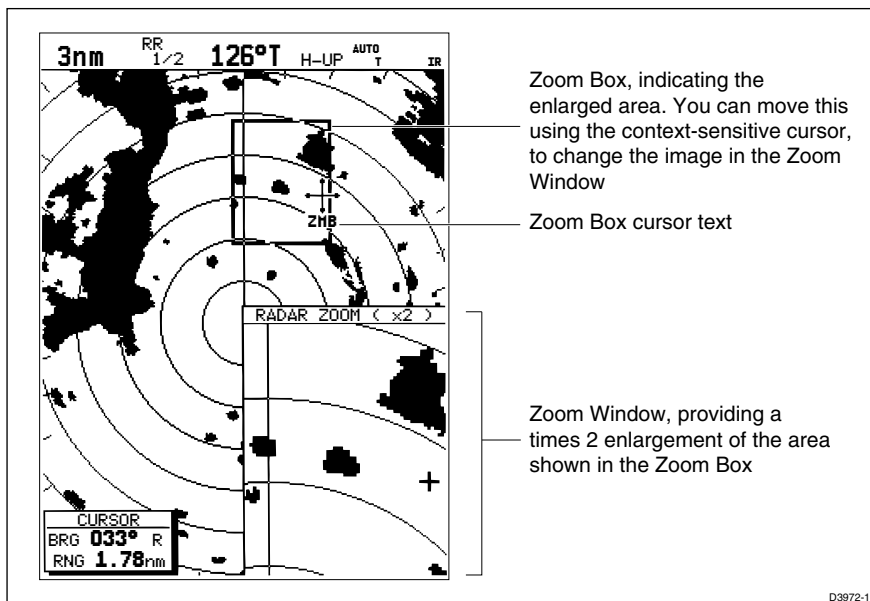 3nm RR 1/2 126°T H-UP AUTO T IR
Zoom Box, indicating the
enlarged area. You can move this
using the context-sensitive cursor,
to change the image in the Zoom
Window
ZMB
Zoom Box cursor text
RADAR ZOOM ( x2 )
Zoom Window, providing a
times 2 enlargement of the area
shown in the Zoom Box
CURSOR
BRG 033° R
RNG 1.78nm
D3972-1